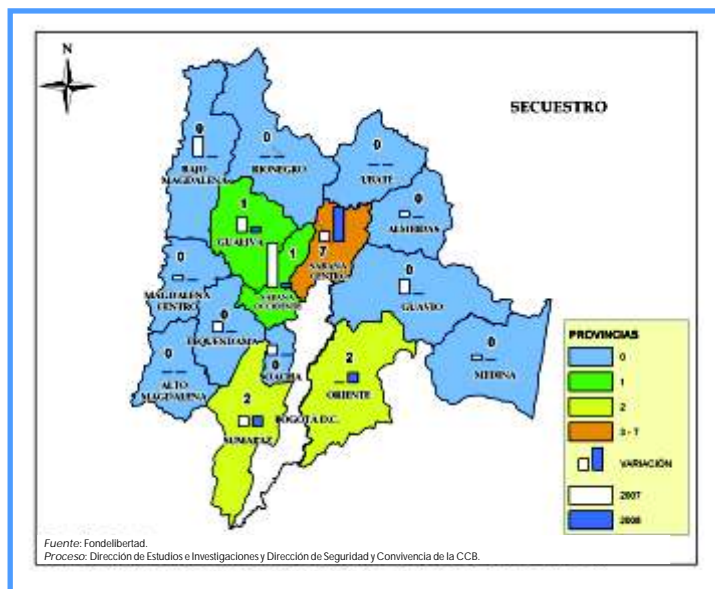 N
SECUESTRO
0
BAJO
MAGDALENA
0
RIONEGRO
0
UBATÉ
0
ALMEIDAS
1
GUALIVA
1
SABANA
OCCIDENTE
7
SABANA
CENTRO
0
MAGDALENA
CENTRO
0
TEQUENDAMA
0
GUAVIO
0
MEDINA
0
ALTO
MAGDALENA
0
SOACHA
2
ORIENTE
2
SUMAPAZ
BOGOTÁ D.C.
PROVINCIAS
0
1
2
3 - 7
VARIACIÓN
2007
2008
Fuente: Fondelibertad.
Proceso: Dirección de Estudios e Investigaciones y Dirección de Seguridad y Convivencia de la CCB.